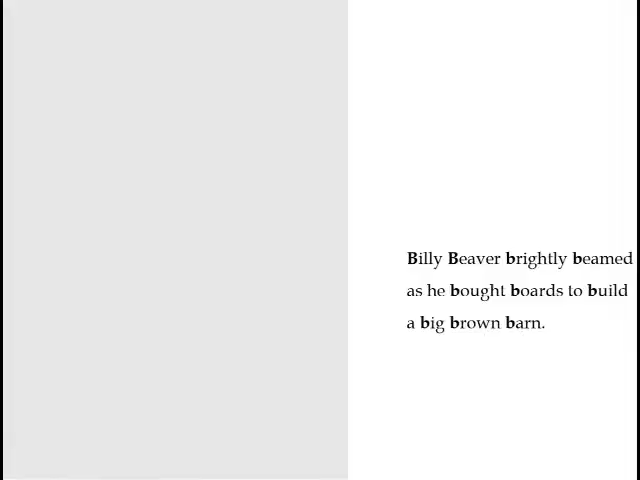 Billy Beaver brightly beamed
as he bought boards to build
a big brown barn.